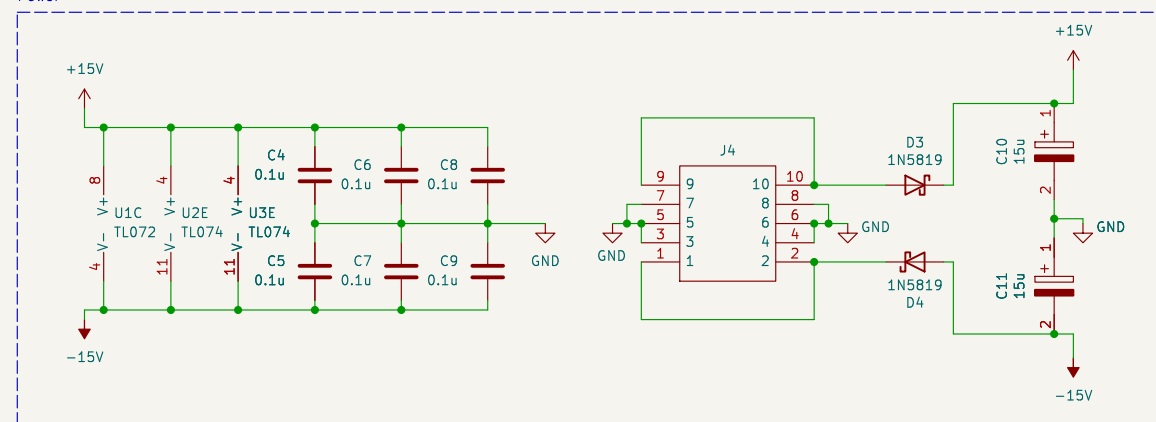 +15V
8
V+
V-
4
U1C
TL072
4
V+
V-
11
U2E
TL074
4
V+
V-
11
U3E
TL074
C4
0.1u
C6
0.1u
C8
0.1u
C5
0.1u
C7
0.1u
C9
0.1u
GND
-15V
J4
9 9 10 10
7 7 8 8
5 5 6 6
3 3 4 4
1 1 2 2
GND
GND
D3
1N5819
1N5819
D4
+15V
1
+
C10
15u
2
GND
1
+
C11
15u
2
-15V